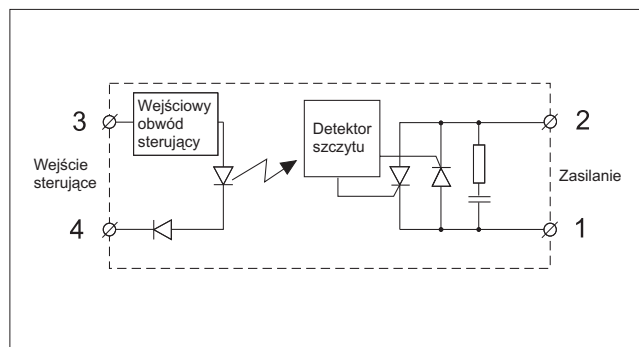 3
Wejściowy
obwód
sterujący
Detektor
szczytu
2
Wejście
sterujące
Zasilanie
4
1